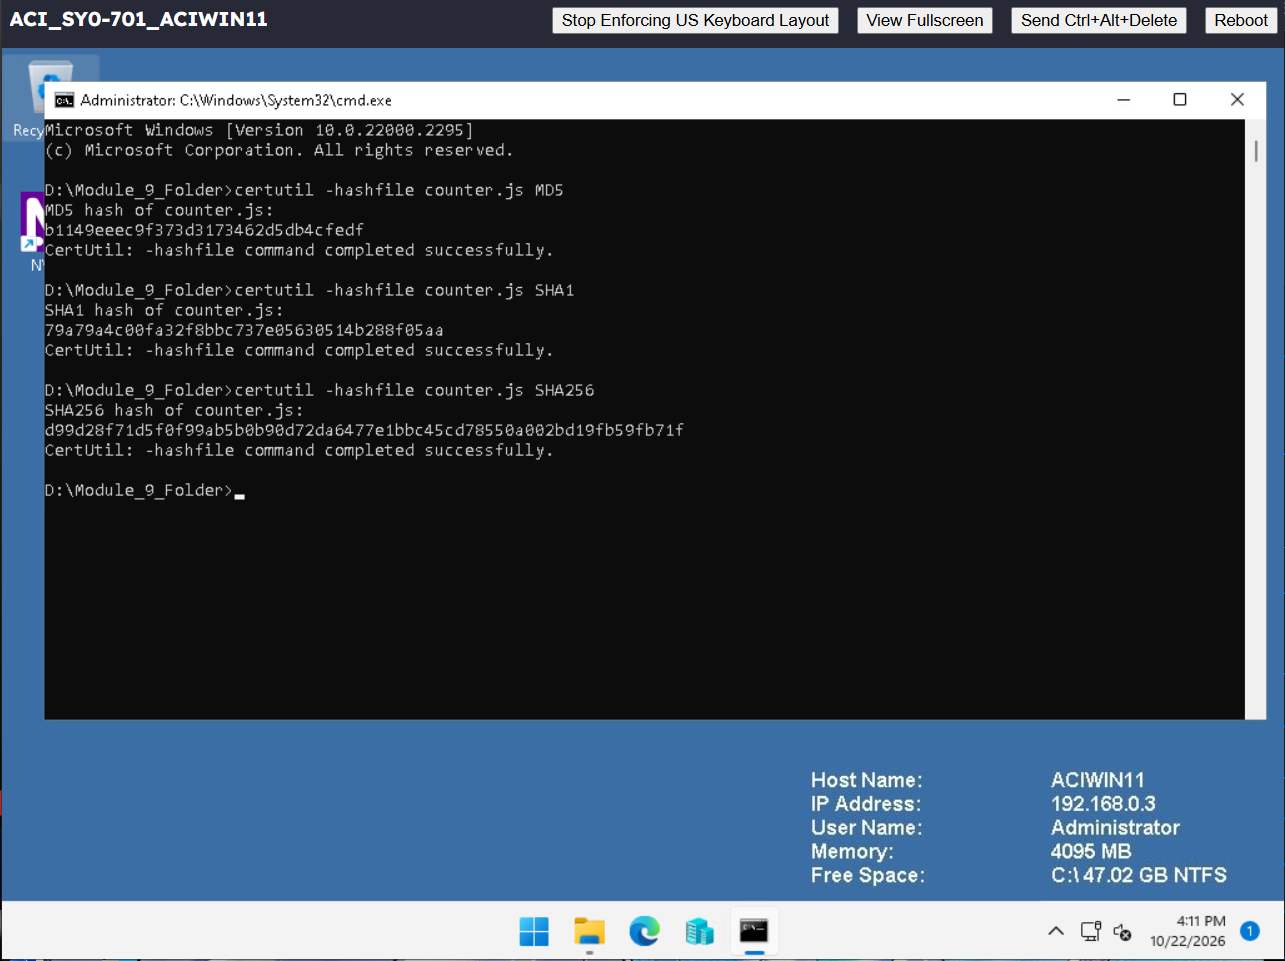 ACI_SY0-701_ACIWIN11
Stop Enforcing US Keyboard Layout
View Fullscreen
Send Ctrl+Alt+Delete
Reboot
Recy
Administrator: C:\Windows\System32\cmd.exe
Microsoft Windows [Version 10.0.22000.2295]
(c) Microsoft Corporation. All rights reserved.
D:\Module_9_Folder>certutil -hashfile counter.js MD5
MD5 hash of counter.js:
b1149eeec9f373d3173462d5db4cfedf
CertUtil: -hashfile command completed successfully.
D:\Module_9_Folder>certutil -hashfile counter.js SHA1
SHA1 hash of counter.js:
79a79a4c00fa32f8bbc737e05630514b288f05aa
CertUtil: -hashfile command completed successfully.
D:\Module_9_Folder>certutil -hashfile counter.js SHA256
SHA256 hash of counter.js:
d99d28f71d5f0f99ab5b0b90d72da6477e1bbc45cd78550a002bd19fb59fb71f
CertUtil: -hashfile command completed successfully.
D:\Module_9_Folder>
Host Name: ACIWIN11
IP Address: 192.168.0.3
User Name: Administrator
Memory: 4095 MB
Free Space: C:\ 47.02 GB NTFS
4:11 PM
10/22/2026
1